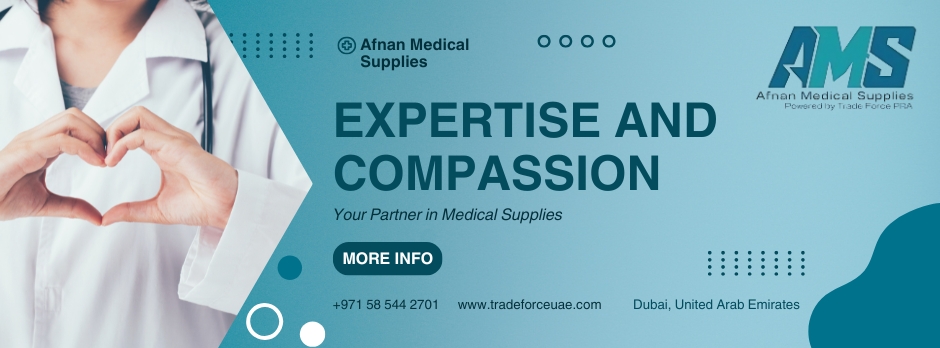 Afnan Medical
Supplies
AMS
Afnan Medical Supplies
Powered by Trade Force PRA
EXPERTISE AND
COMPASSION
Your Partner in Medical Supplies
MORE INFO
+971 58 544 2701 www.tradeforceuae.com Dubai, United Arab Emirates